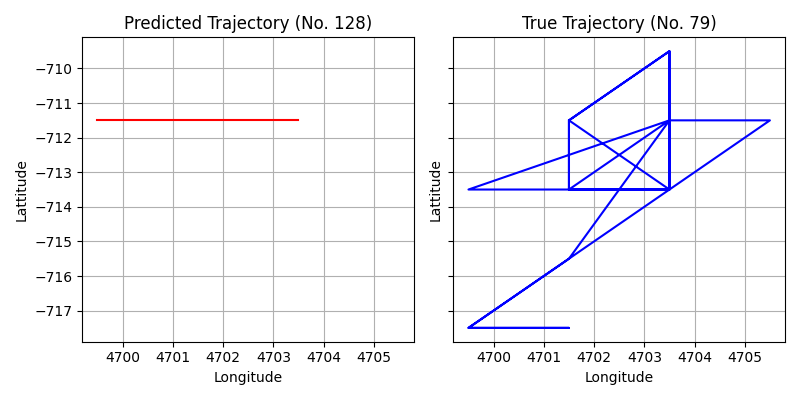 Predicted Trajectory (No. 128)
Lattitude
−710
−711
−712
−713
−714
−715
−716
−717
4700 4701 4702 4703 4704 4705
Longitude
True Trajectory (No. 79)
Lattitude
4700 4701 4702 4703 4704 4705
Longitude